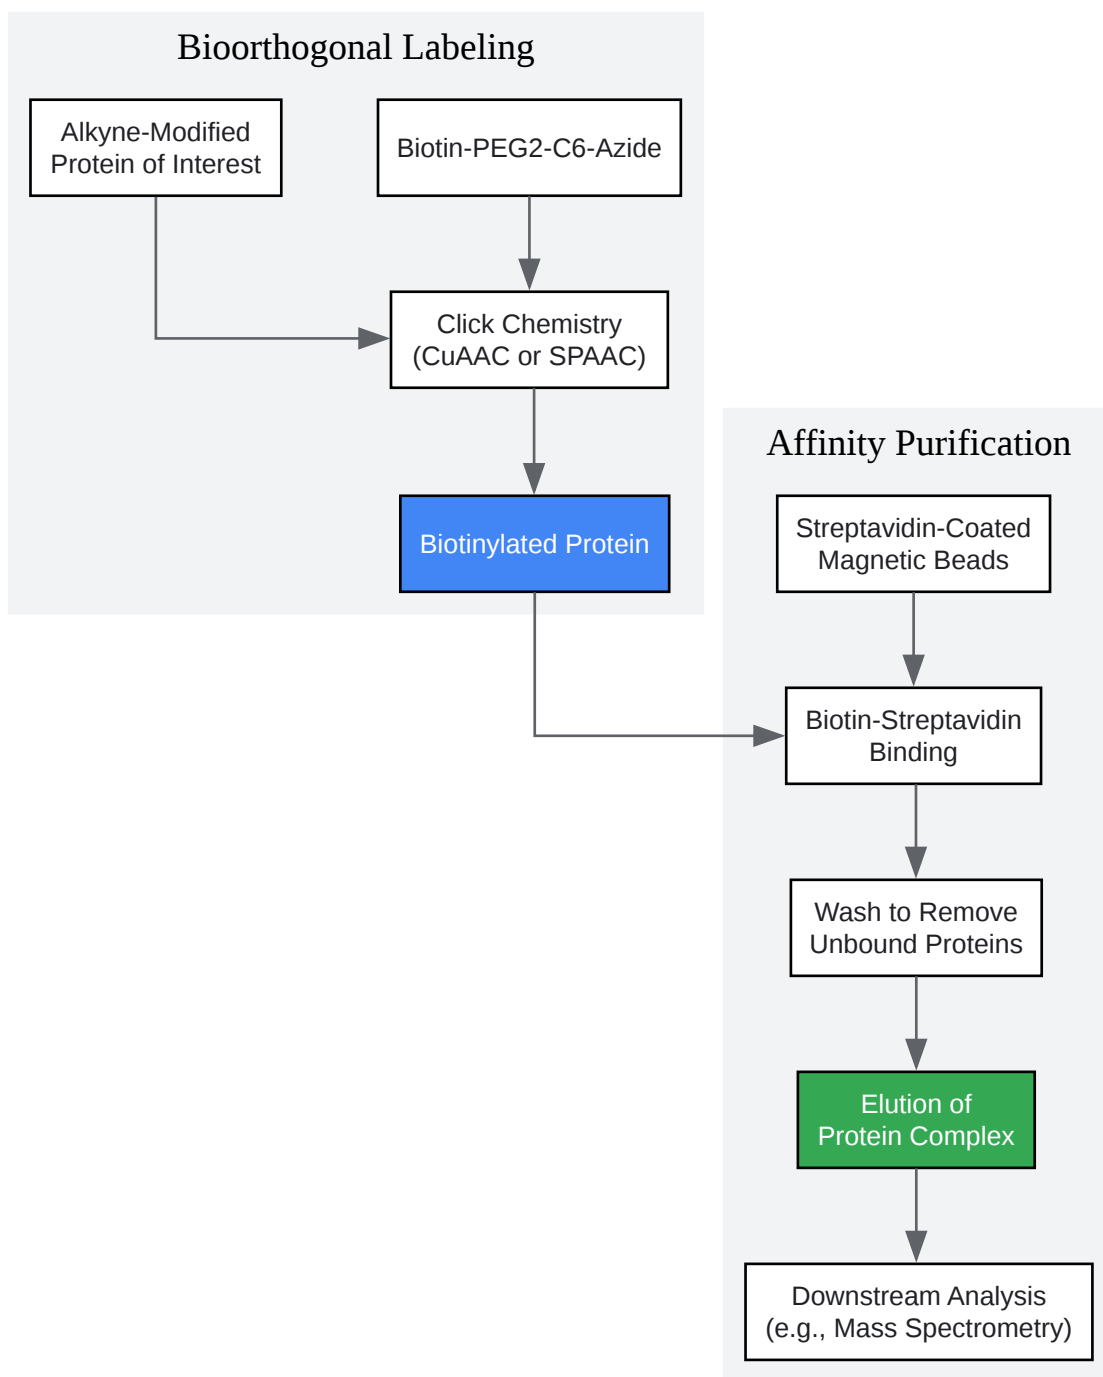 Bioorthogonal Labeling
Alkyne-Modified
Protein of Interest
Biotin-PEG2-C6-Azide
Click Chemistry
(CuAAC or SPAAC)
Biotinylated Protein
Affinity Purification
Streptavidin-Coated
Magnetic Beads
Biotin-Streptavidin
Binding
Wash to Remove
Unbound Proteins
Elution of
Protein Complex
Downstream Analysis
(e.g., Mass Spectrometry)